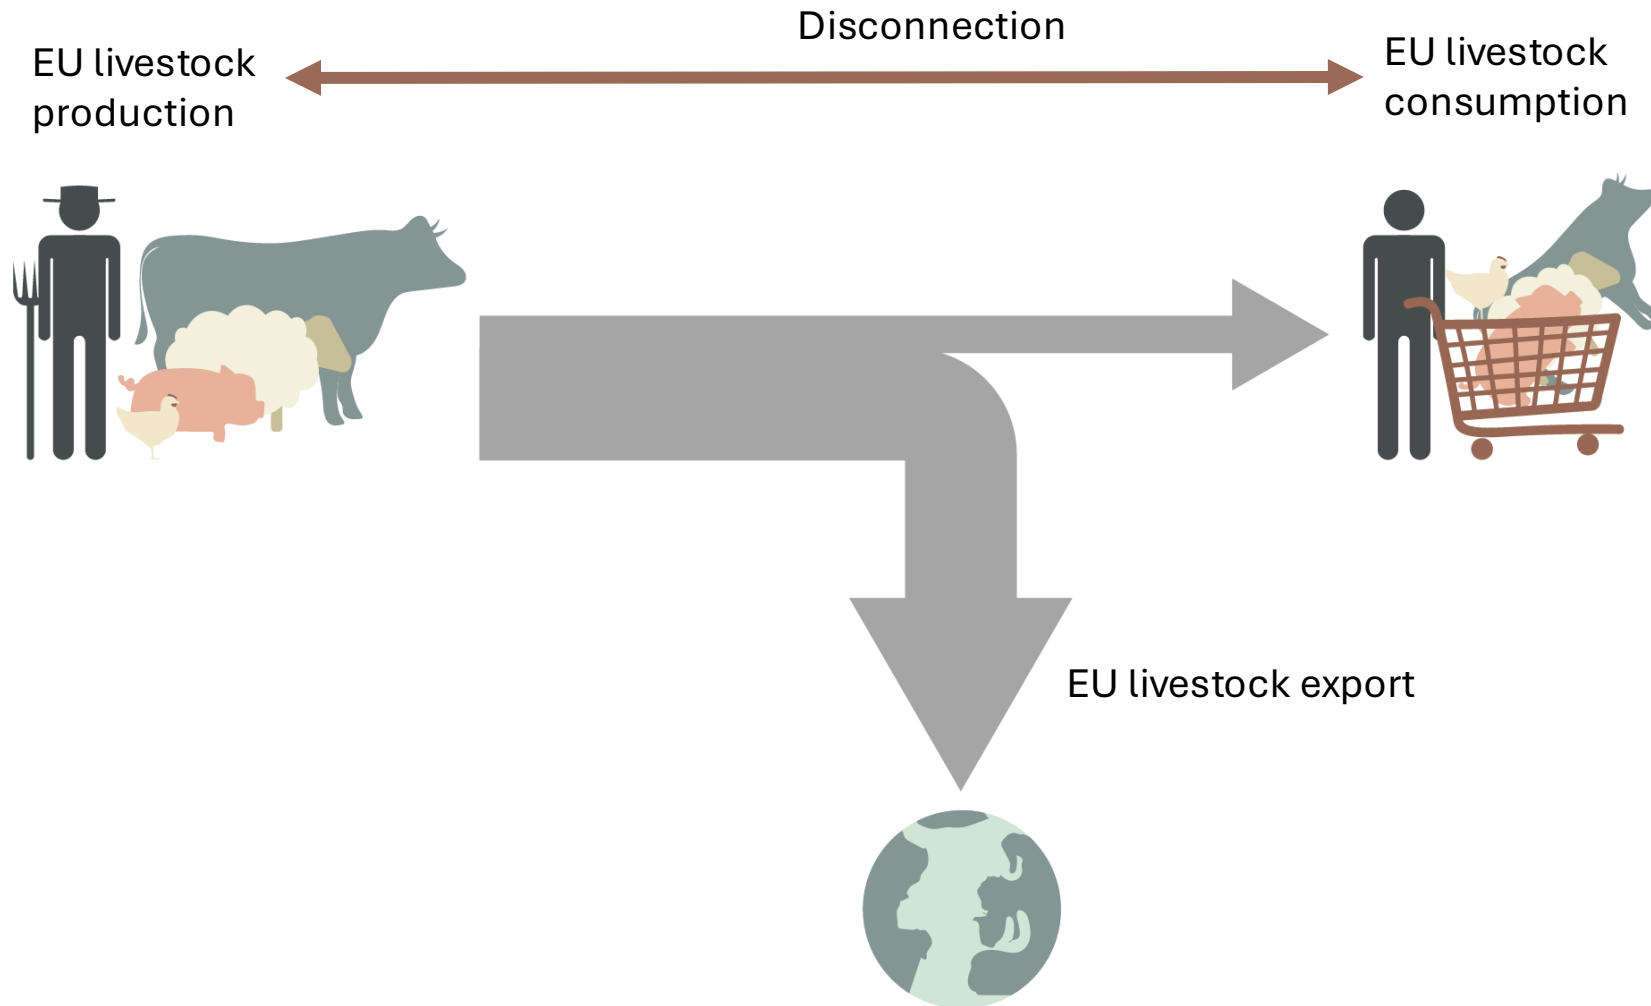 Disconnection
EU livestock
production
EU livestock
consumption
EU livestock export